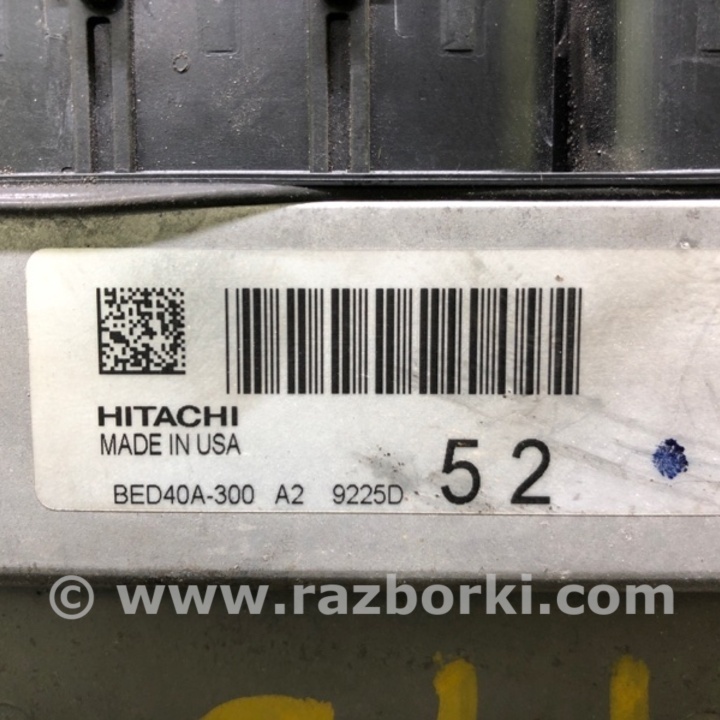 HITACHI
MADE IN USA
BED40A-300 A2 9225D 52
© www.razborki.com